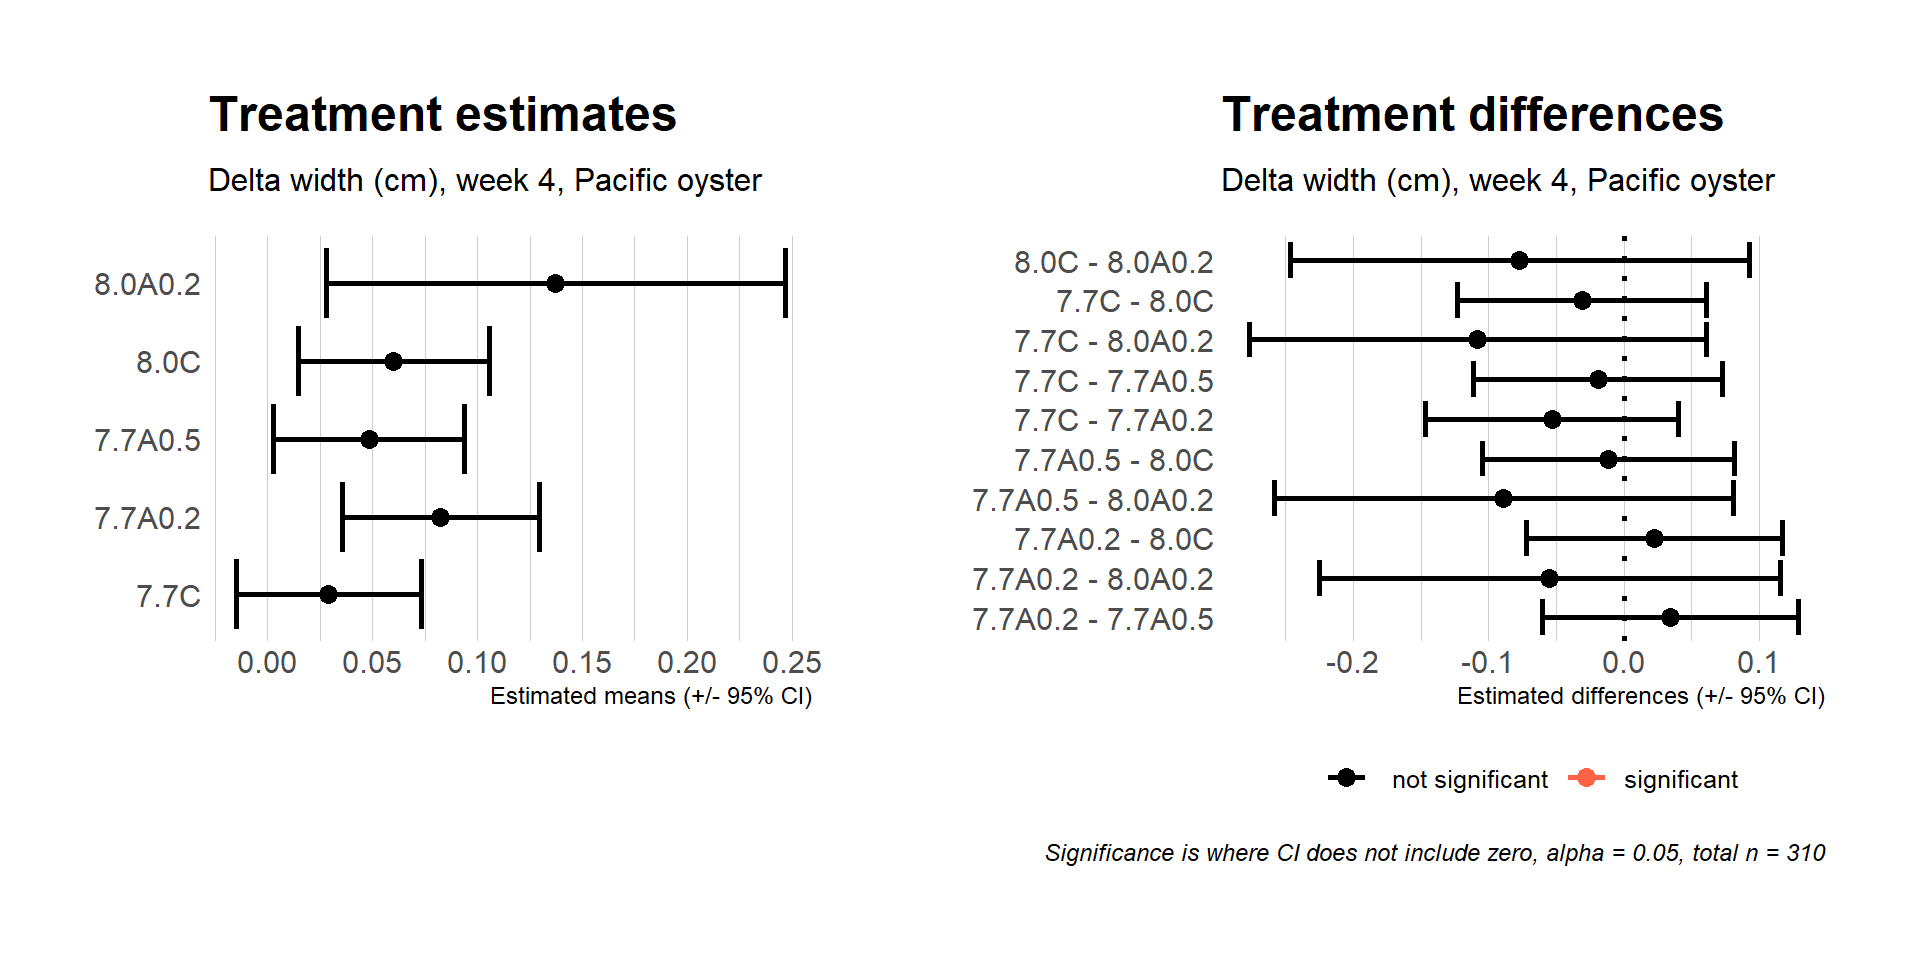 Treatment estimates
Delta width (cm), week 4, Pacific oyster
8.0A0.2
8.0C
7.7A0.5
7.7A0.2
7.7C
0.00 0.05 0.10 0.15 0.20 0.25
Estimated means (+/- 95% CI)
Treatment differences
Delta width (cm), week 4, Pacific oyster
8.0C - 8.0A0.2
7.7C - 8.0C
7.7C - 8.0A0.2
7.7C - 7.7A0.5
7.7C - 7.7A0.2
7.7A0.5 - 8.0C
7.7A0.5 - 8.0A0.2
7.7A0.2 - 8.0C
7.7A0.2 - 8.0A0.2
7.7A0.2 - 7.7A0.5
-0.2 -0.1 0.0 0.1
Estimated differences (+/- 95% CI)
not significant significant
Significance is where CI does not include zero, alpha = 0.05, total n = 310